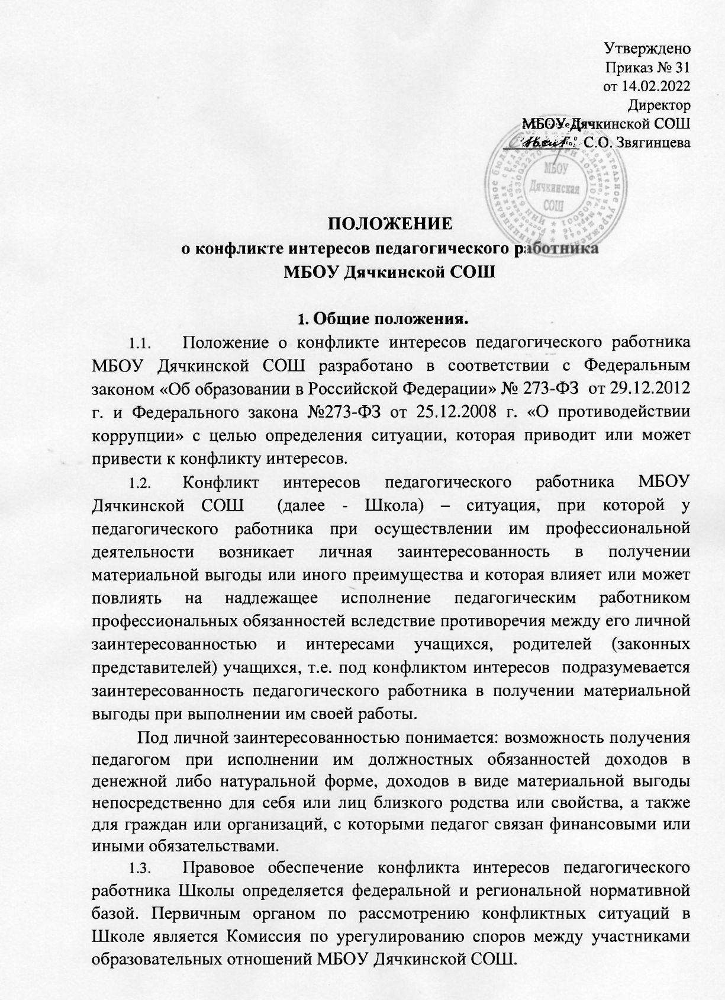 Утверждено
Приказ № 31
от 14.02.2022
Директор
МБОУ Дячкинской СОШ
С.О. Звягинцева
МБОУ
Дячкинская
СОШ
ПОЛОЖЕНИЕ
о конфликте интересов педагогического работника
МБОУ Дячкинской СОШ
1. Общие положения.
1.1. Положение о конфликте интересов педагогического работника
МБОУ Дячкинской СОШ разработано в соответствии с Федеральным
законом «Об образовании в Российской Федерации» № 273-ФЗ от 29.12.2012
г. и Федерального закона №273-ФЗ от 25.12.2008 г. «О противодействии
коррупции» с целью определения ситуации, которая приводит или может
привести к конфликту интересов.
1.2. Конфликт интересов педагогического работника МБОУ
Дячкинской СОШ (далее - Школа) – ситуация, при которой у
педагогического работника при осуществлении им профессиональной
деятельности возникает личная заинтересованность в получении
материальной выгоды или иного преимущества и которая влияет или может
повлиять на надлежащее исполнение педагогическим работником
профессиональных обязанностей вследствие противоречия между его личной
заинтересованностью и интересами учащихся, родителей (законных
представителей) учащихся, т.е. под конфликтом интересов подразумевается
заинтересованность педагогического работника в получении материальной
выгоды при выполнении им своей работы.
Под личной заинтересованностью понимается: возможность получения
педагогом при исполнении им должностных обязанностей доходов в
денежной либо натуральной форме, доходов в виде материальной выгоды
непосредственно для себя или лиц близкого родства или свойства, а также
для граждан или организаций, с которыми педагог связан финансовыми или
иными обязательствами.
1.3. Правовое обеспечение конфликта интересов педагогического
работника Школы определяется федеральной и региональной нормативной
базой. Первичным органом по рассмотрению конфликтных ситуаций в
Школе является Комиссия по урегулированию споров между участниками
образовательных отношений МБОУ Дячкинской СОШ.